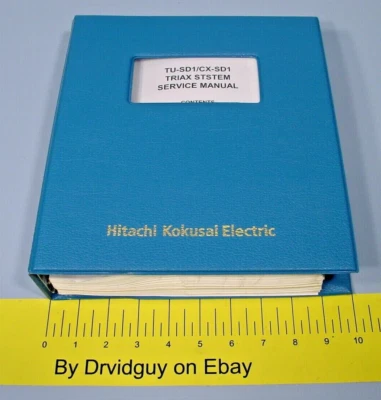 TU-SD1/CX-SD1
TRIAX STSTEM
SERVICE MANUAL
CONTENTS
Hitachi Kokusai Electric
0 1 2 3 4 5 6 7 8 9 10
By Drvidguy on Ebay